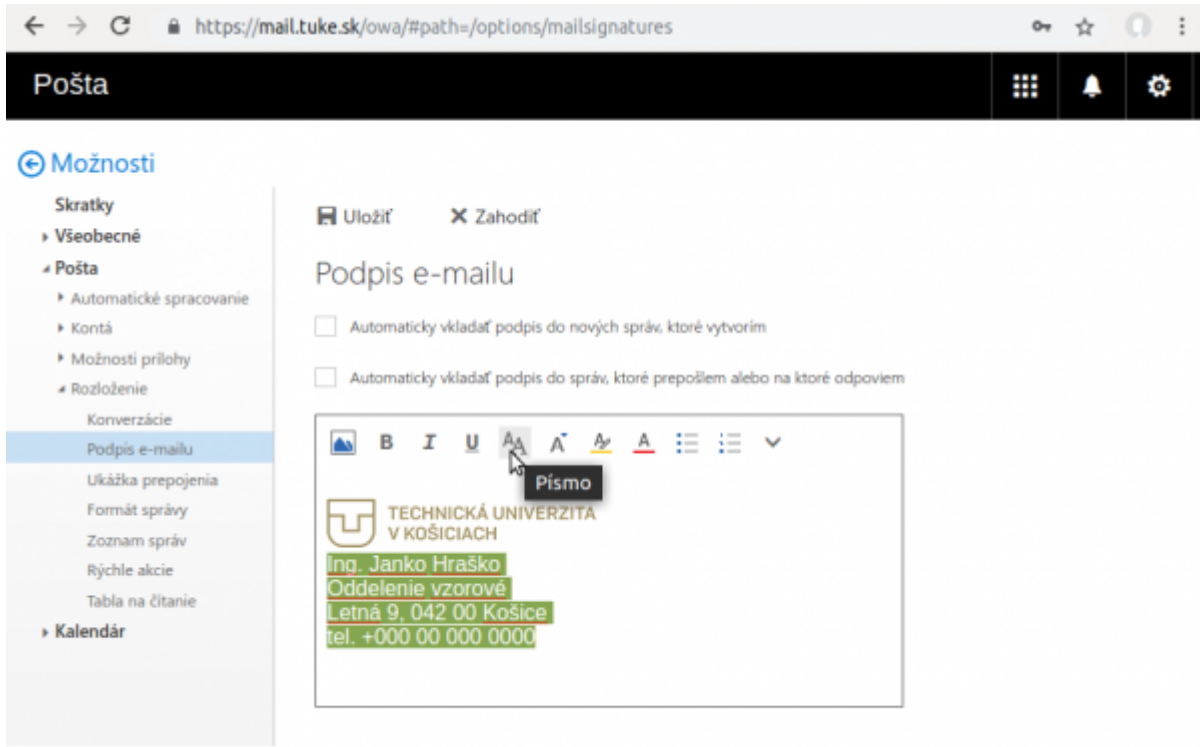 https://mail.tuke.sk/owa/#path=/options/mailsignatures
Pošta
Možnosti
Skratky
Všeobecné
Pošta
Automatické spracovanie
Kontá
Možnosti prílohy
Rozloženie
Konverzácie
Podpis e-mailu
Ukážka prepojenia
Formát správy
Zoznam správ
Rýchle akcie
Tabla na čítanie
Kalendár
Uložiť Zahodiť
Podpis e-mailu
Automaticky vkladať podpis do nových správ, ktoré vytvorím
Automaticky vkladať podpis do správ, ktoré prepošlem alebo na ktoré odpoviem
B I U AA A A A
Písmo
TECHNICKÁ UNIVERZITA
V KOŠICIACH
Ing. Janko Hraško
Oddelenie vzorové
Letná 9, 042 00 Košice
tel. +000 00 000 0000